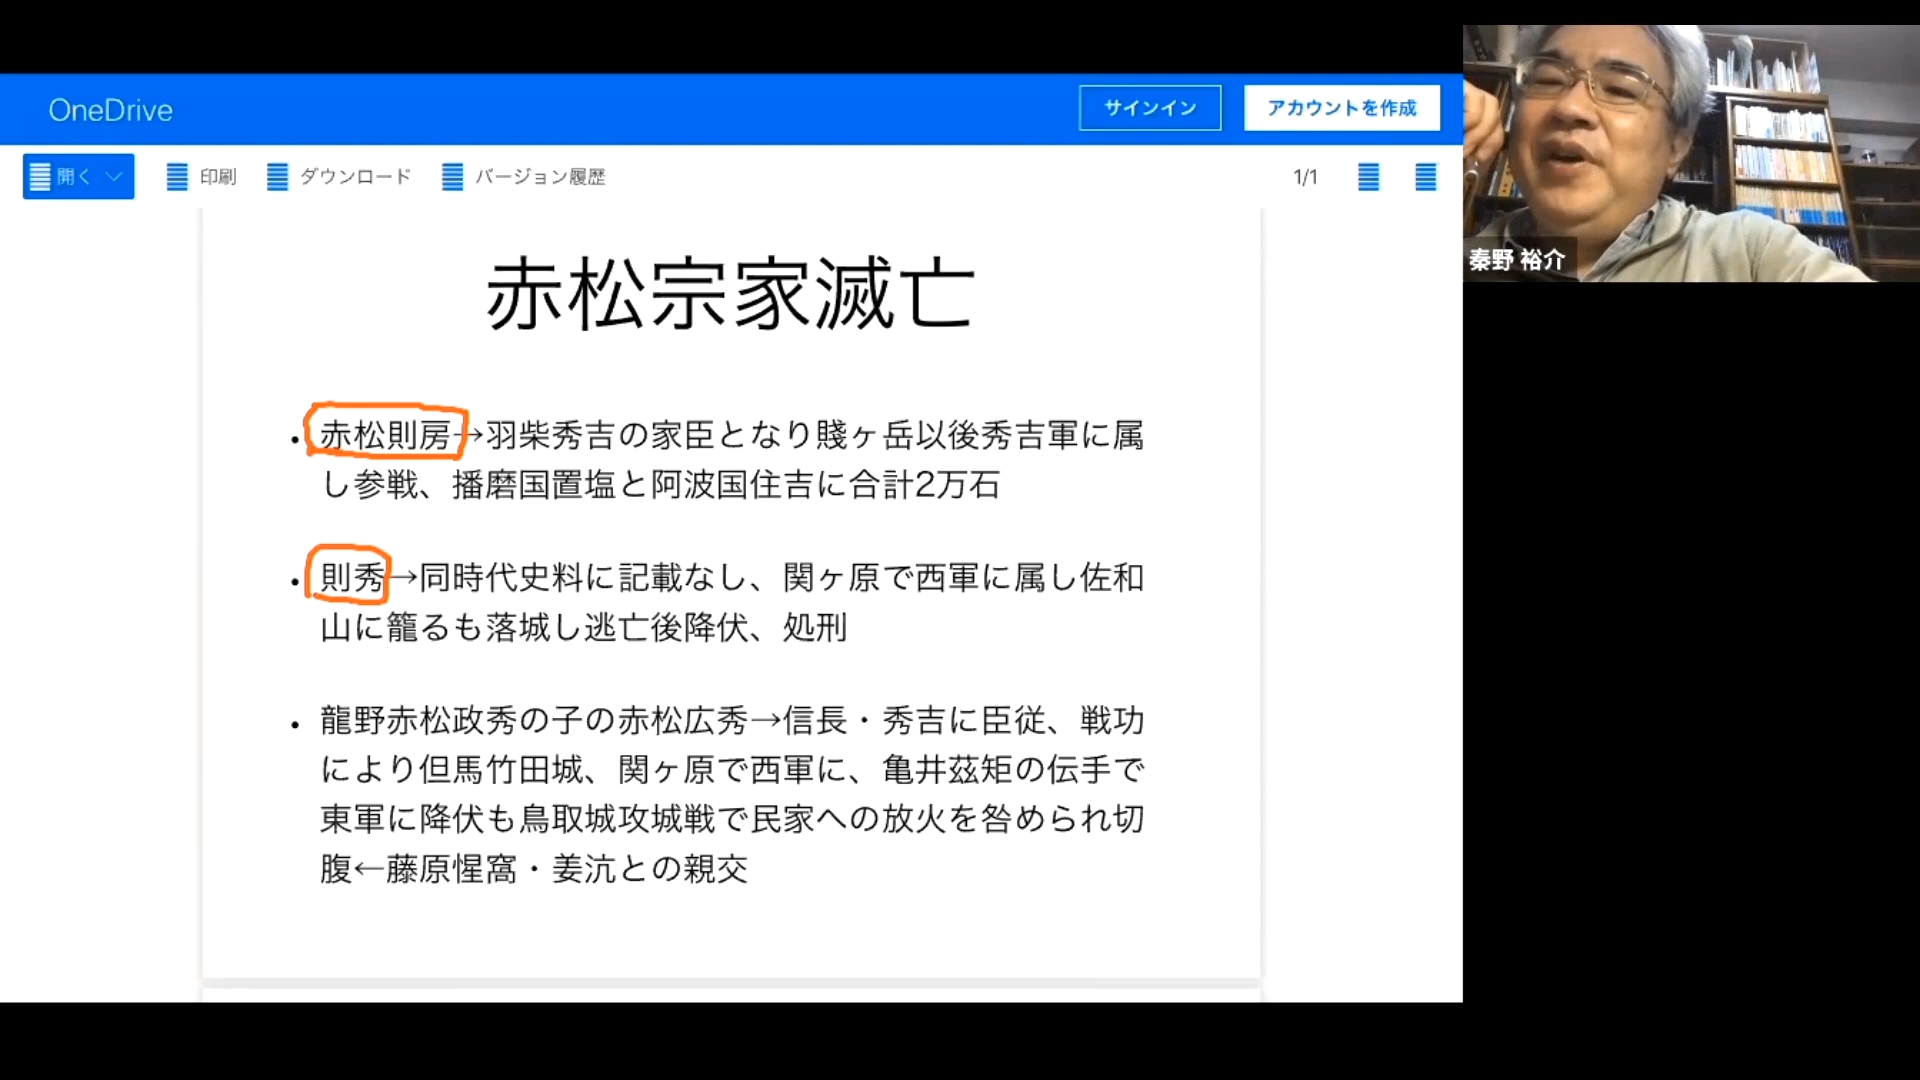 OneDrive
サインイン
アカウントを作成
開く
印刷
ダウンロード
バージョン履歴
1/1
赤松宗家滅亡
・赤松則房→羽柴秀吉の家臣となり賤ヶ岳以後秀吉軍に属
し参戦、播磨国置塩と阿波国住吉に合計2万石
・則秀→同時代史料に記載なし、関ヶ原で西軍に属し佐和
山に籠るも落城し逃亡後降伏、処刑
・龍野赤松政秀の子の赤松広秀→信長・秀吉に臣従、戦功
により但馬竹田城、関ヶ原で西軍に、亀井茲矩の伝手で
東軍に降伏も鳥取城攻城戦で民家への放火を咎められ切
腹←藤原惺窩・姜沆との親交
秦野 裕介